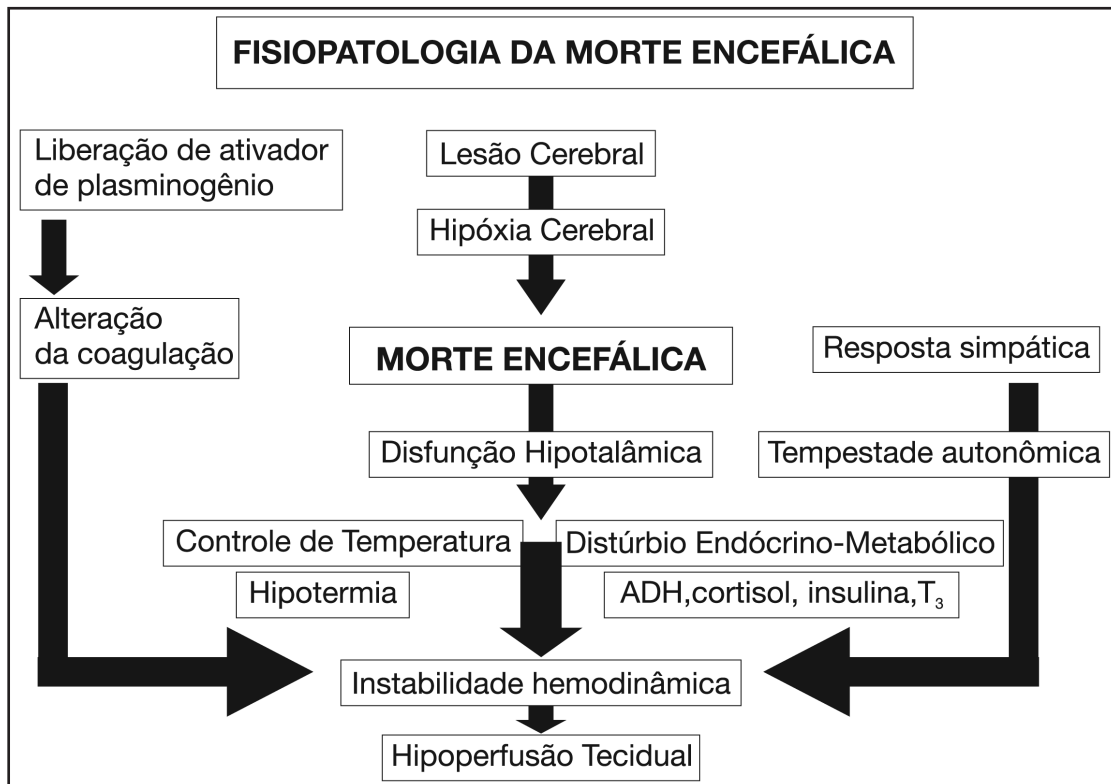 FISIOPATOLOGIA DA MORTE ENCEFÁLICA
Liberação de ativador
de plasminogênio
Alteração
da coagulação
Lesão Cerebral
Hipóxia Cerebral
MORTE ENCEFÁLICA
Resposta simpática
Disfunção Hipotalâmica
Tempestade autonômica
Controle de Temperatura
Distúrbio Endócrino-Metabólico
Hipotermia
ADH,cortisol, insulina,T₃
Instabilidade hemodinâmica
Hipoperfusão Tecidual